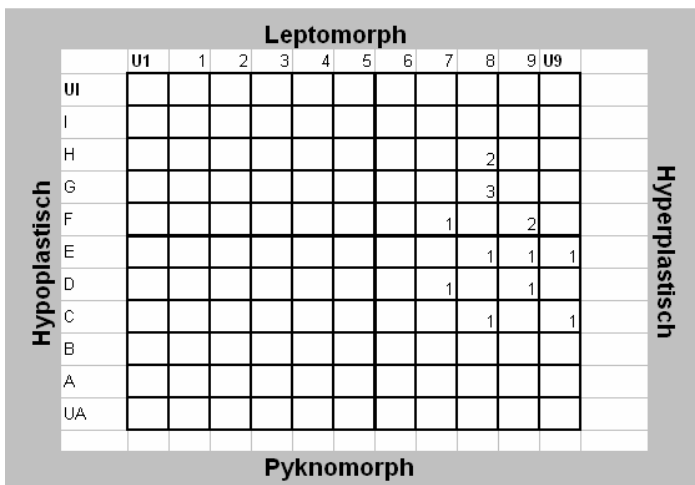 Leptomorph
U1 1 2 3 4 5 6 7 8 9 U9
UI
I
H 2
G 3
F 1 2
E 1 1 1
D 1 1
C 1 1
B
A
UA
Hypoplastisch
Hyperplastisch
Pyknomorph